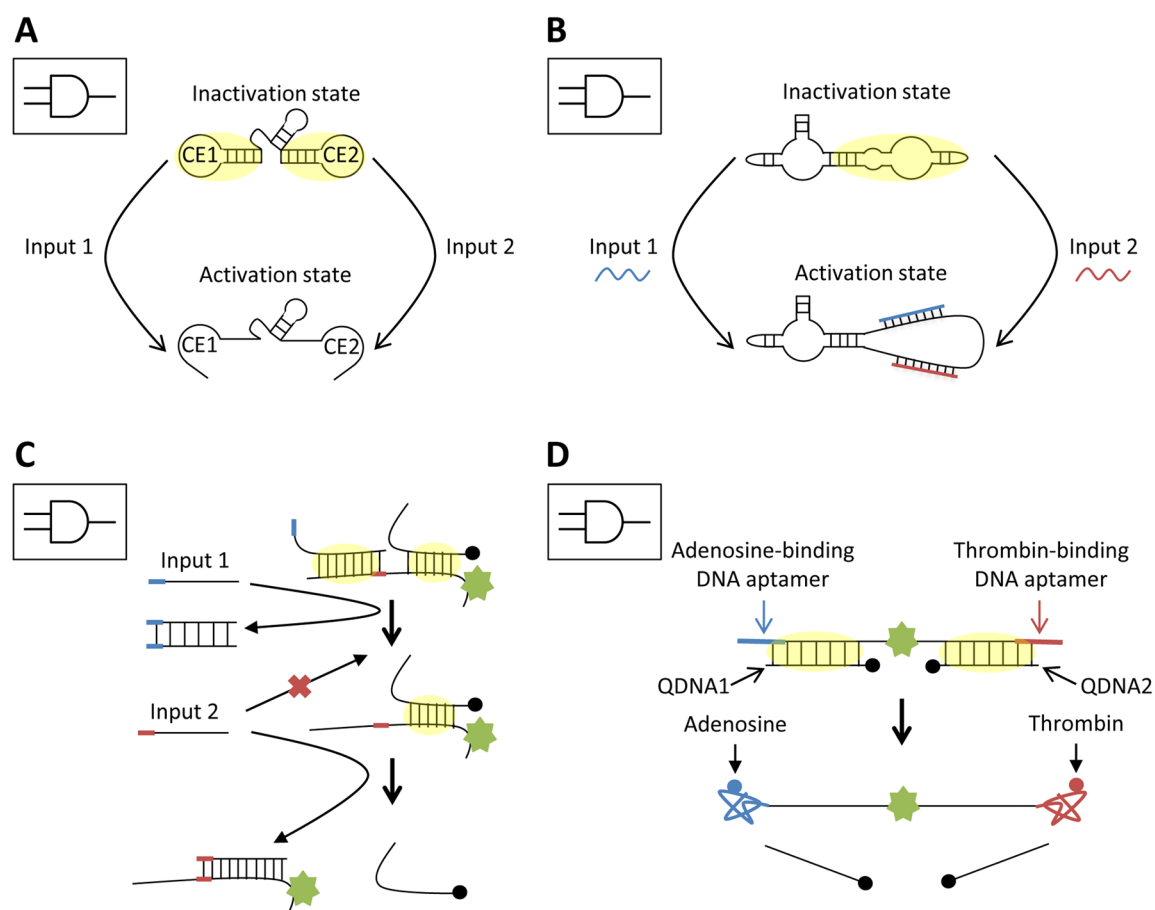 A
Inactivation state
CE1
CE2
Input 1
Input 2
Activation state
CE1
CE2
B
Inactivation state
Input 1
Input 2
Activation state
C
Input 1
Input 2
D
Adenosine-binding
DNA aptamer
Thrombin-binding
DNA aptamer
QDNA1
QDNA2
Adenosine
Thrombin